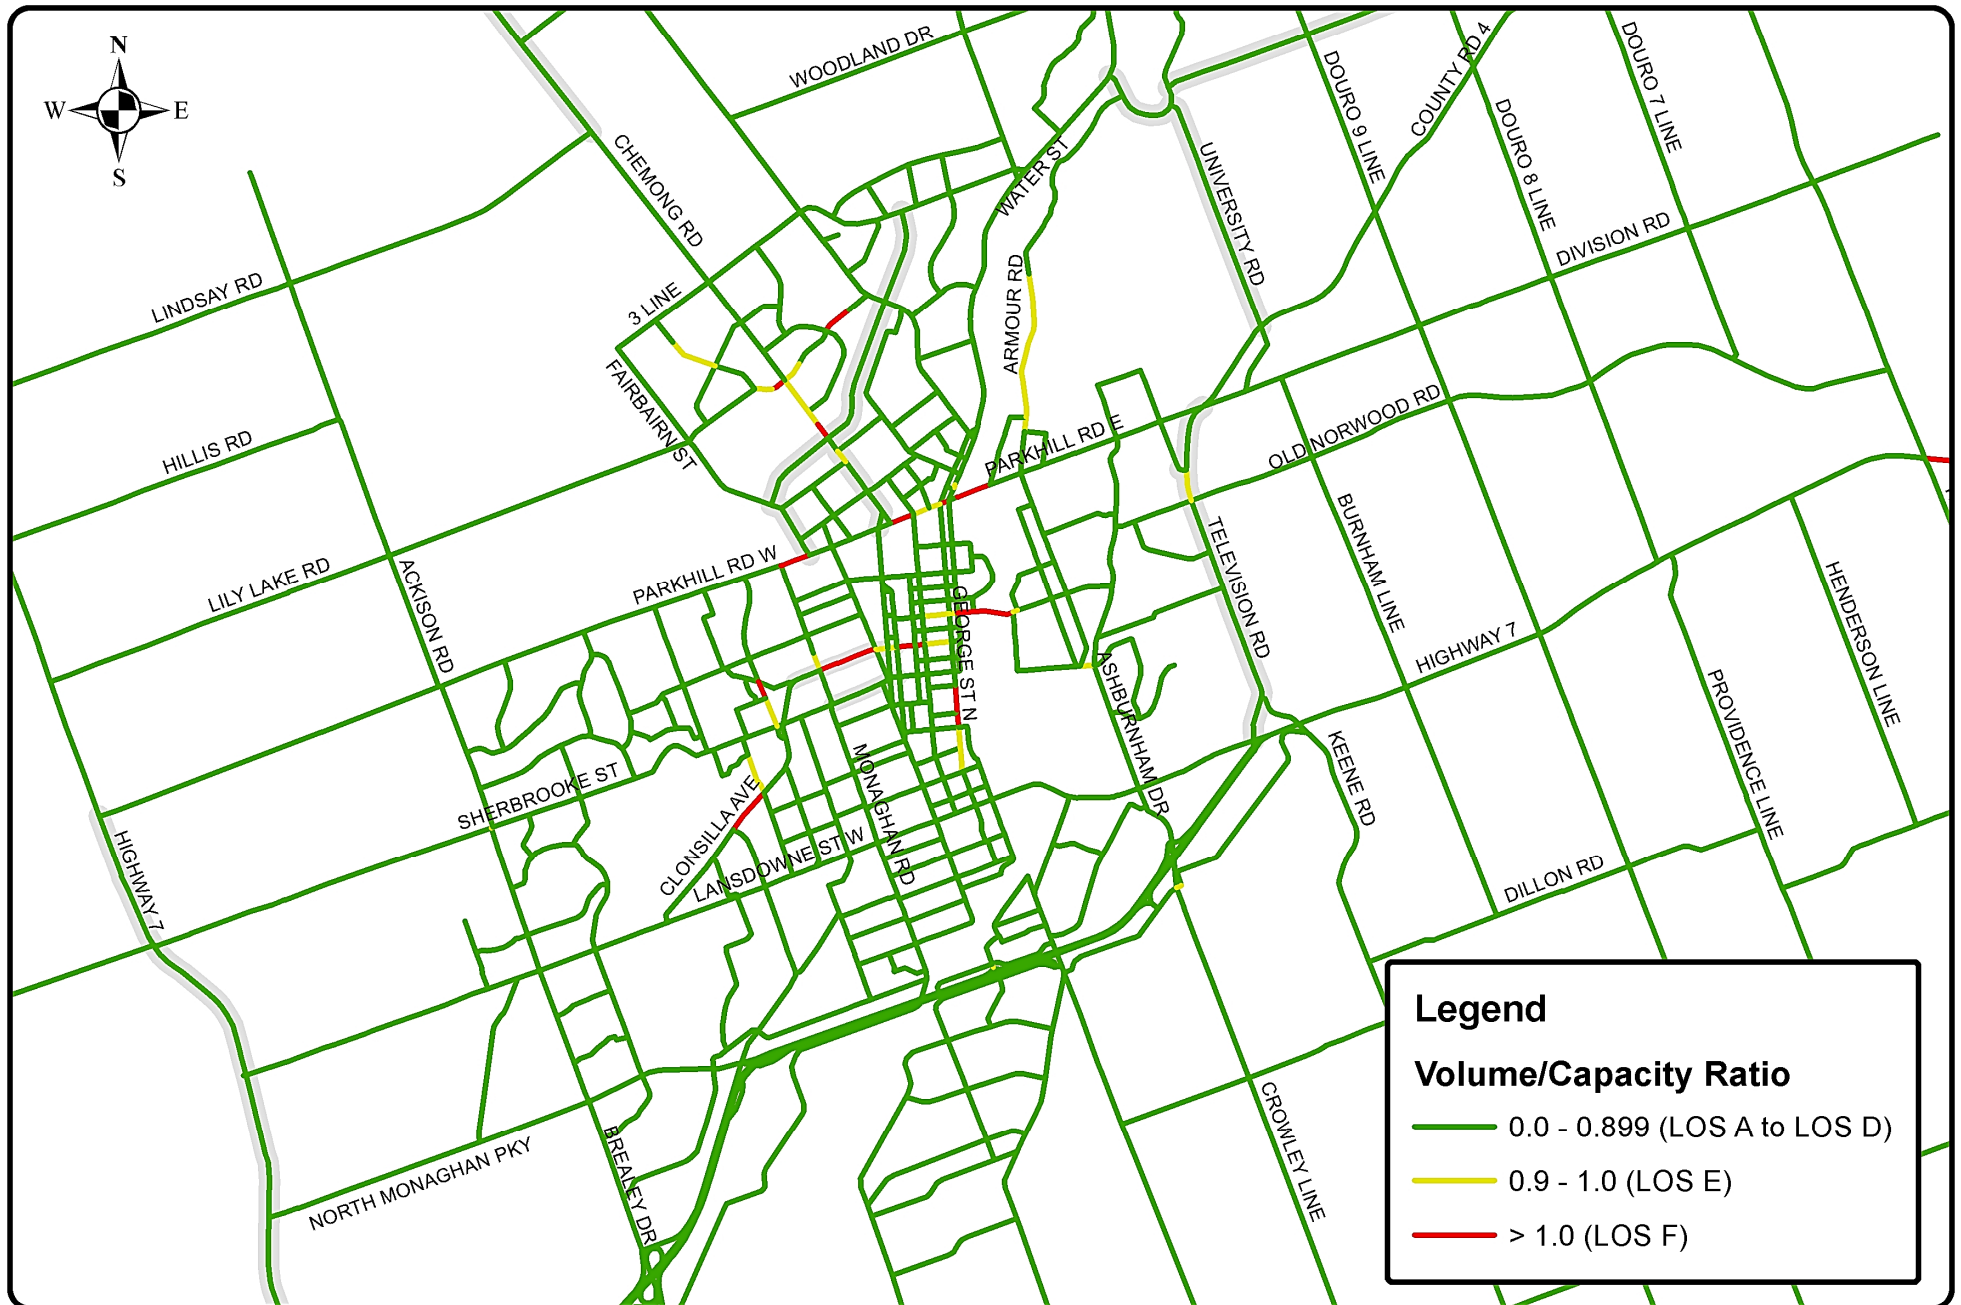 N
W E
S
WOODLAND DR
CHEMONG RD
WATER ST
UNIVERSITY RD
DOURO 9 LINE
COUNTY RD 4
DOURO 8 LINE
DOURO 7 LINE
DIVISION RD
LINDSAY RD
3 LINE
ARMOUR RD
FAIRBAIRN ST
HILLIS RD
PARKHILL RD E
OLD NORWOOD RD
LILY LAKE RD
ACKISON RD
PARKHILL RD W
GEORGE ST N
TELEVISION RD
BURNHAM LINE
HIGHWAY 7
HENDERSON LINE
PROVIDENCE LINE
ASHBURNHAM DR
KEENE RD
SHERBROOKE ST
CLONSILLA AVE
MONAGHAN RD
LANSDOWNE ST W
HIGHWAY 7
DILLON RD
NORTH MONAGHAN PKY
BREALEY DR
CROWLEY LINE
Legend
Volume/Capacity Ratio
0.0 - 0.899 (LOS A to LOS D)
0.9 - 1.0 (LOS E)
> 1.0 (LOS F)